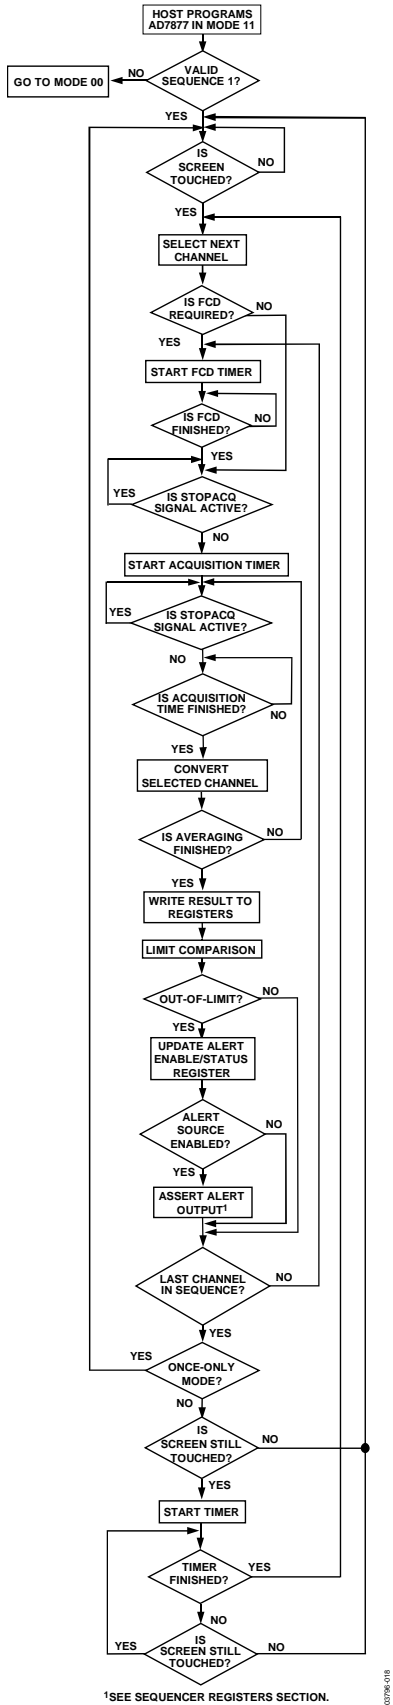 HOST PROGRAMS
AD7877 IN MODE 11
VALID
SEQUENCE 1?
NO
GO TO MODE 00
YES
IS
SCREEN
TOUCHED?
NO
YES
SELECT NEXT
CHANNEL
IS FCD
REQUIRED?
NO
YES
START FCD TIMER
IS FCD
FINISHED?
NO
YES
IS STOPACQ
SIGNAL ACTIVE?
YES
NO
START ACQUISITION TIMER
IS STOPACQ
SIGNAL ACTIVE?
YES
NO
IS ACQUISITION
TIME FINISHED?
NO
YES
CONVERT
SELECTED CHANNEL
IS AVERAGING
FINISHED?
NO
YES
WRITE RESULT TO
REGISTERS
LIMIT COMPARISON
OUT-OF-LIMIT?
NO
YES
UPDATE ALERT
ENABLE/STATUS
REGISTER
ALERT
SOURCE
ENABLED?
NO
YES
ASSERT ALERT
OUTPUT1
LAST CHANNEL
IN SEQUENCE?
NO
YES
ONCE-ONLY
MODE?
YES
NO
IS
SCREEN STILL
TOUCHED?
NO
YES
START TIMER
TIMER
FINISHED?
YES
NO
IS
SCREEN STILL
TOUCHED?
YES
NO
1SEE SEQUENCER REGISTERS SECTION.
03796-018